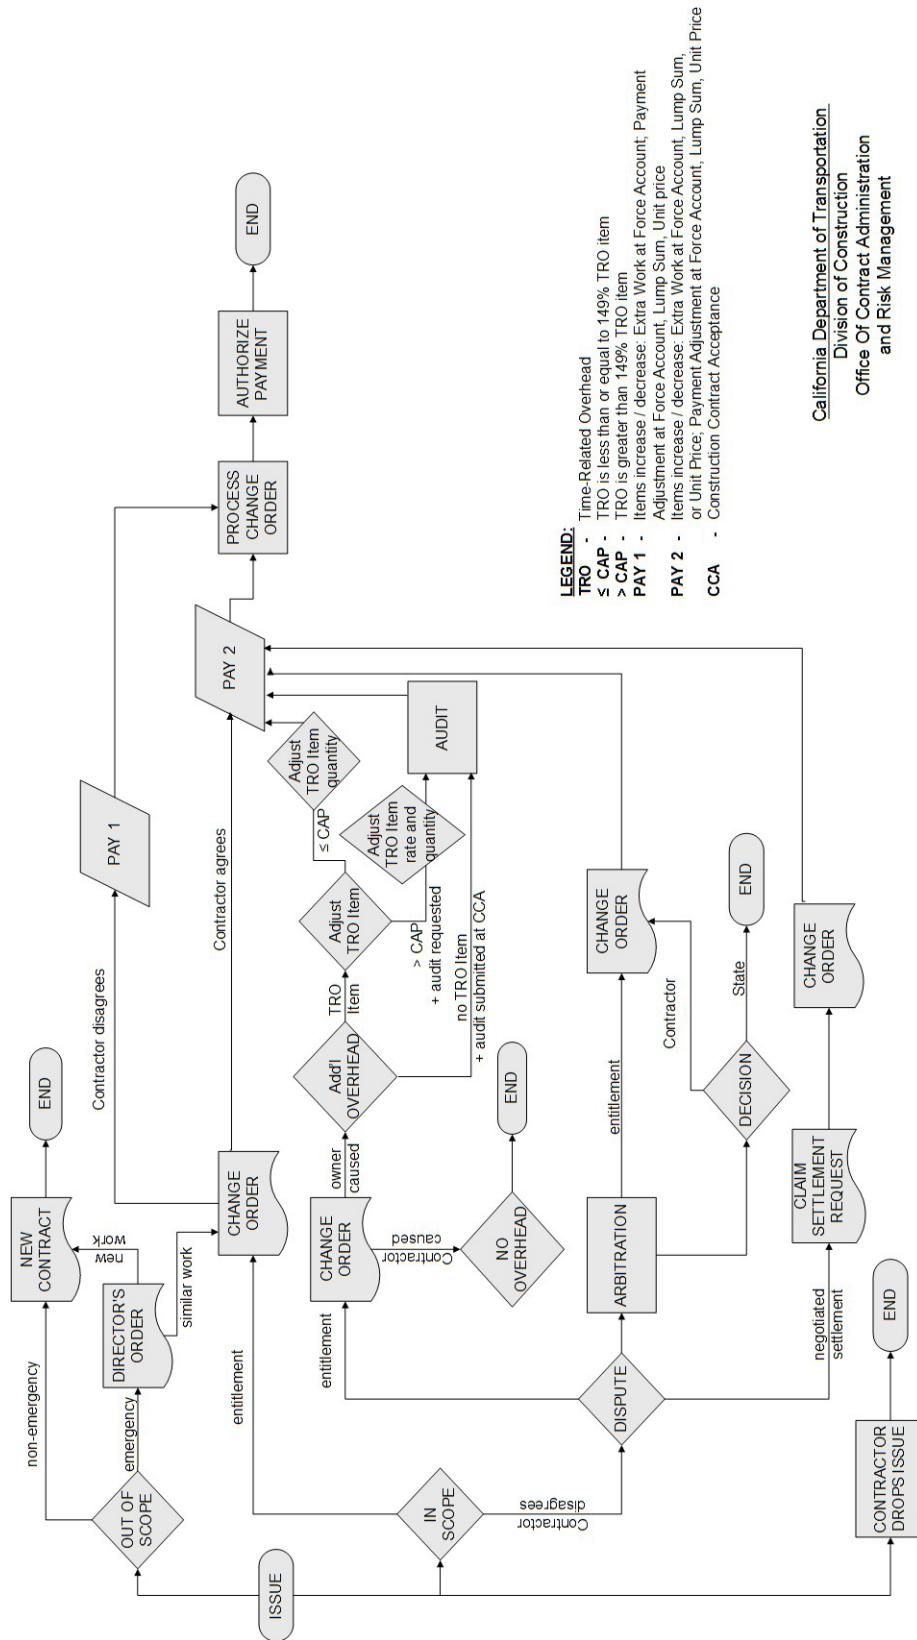 ISSUE
OUT OF
SCOPE
non-emergency
emergency
NEW
CONTRACT
END
DIRECTOR'S
ORDER
new
work
similar work
IN
SCOPE
entitlement
CHANGE
ORDER
Contractor disagrees
PAY 1
Contractor agrees
PAY 2
PROCESS
CHANGE
ORDER
AUTHORIZE
PAYMENT
END
Contractor
disagrees
DISPUTE
entitlement
CHANGE
ORDER
owner
caused
Add'l
OVERHEAD
TRO
Item
Adjust
TRO Item
≤ CAP
Adjust
TRO Item
quantity
> CAP
+ audit requested
Adjust
TRO Item
rate and
quantity
no TRO Item
+ audit submitted at CCA
AUDIT
Contractor
caused
NO
OVERHEAD
END
ARBITRATION
entitlement
CHANGE
ORDER
DECISION
Contractor
State
END
negotiated
settlement
CLAIM
SETTLEMENT
REQUEST
CHANGE
ORDER
CONTRACTOR
DROPS ISSUE
END
LEGEND:
TRO - Time-Related Overhead
≤ CAP - TRO is less than or equal to 149% TRO item
> CAP - TRO is greater than 149% TRO item
PAY 1 - Items increase / decrease: Extra Work at Force Account; Payment
Adjustment at Force Account, Lump Sum, Unit price
PAY 2 - Items increase / decrease: Extra Work at Force Account, Lump Sum,
or Unit Price; Payment Adjustment at Force Account, Lump Sum, Unit Price
CCA - Construction Contract Acceptance
California Department of Transportation
Division of Construction
Office Of Contract Administration
and Risk Management